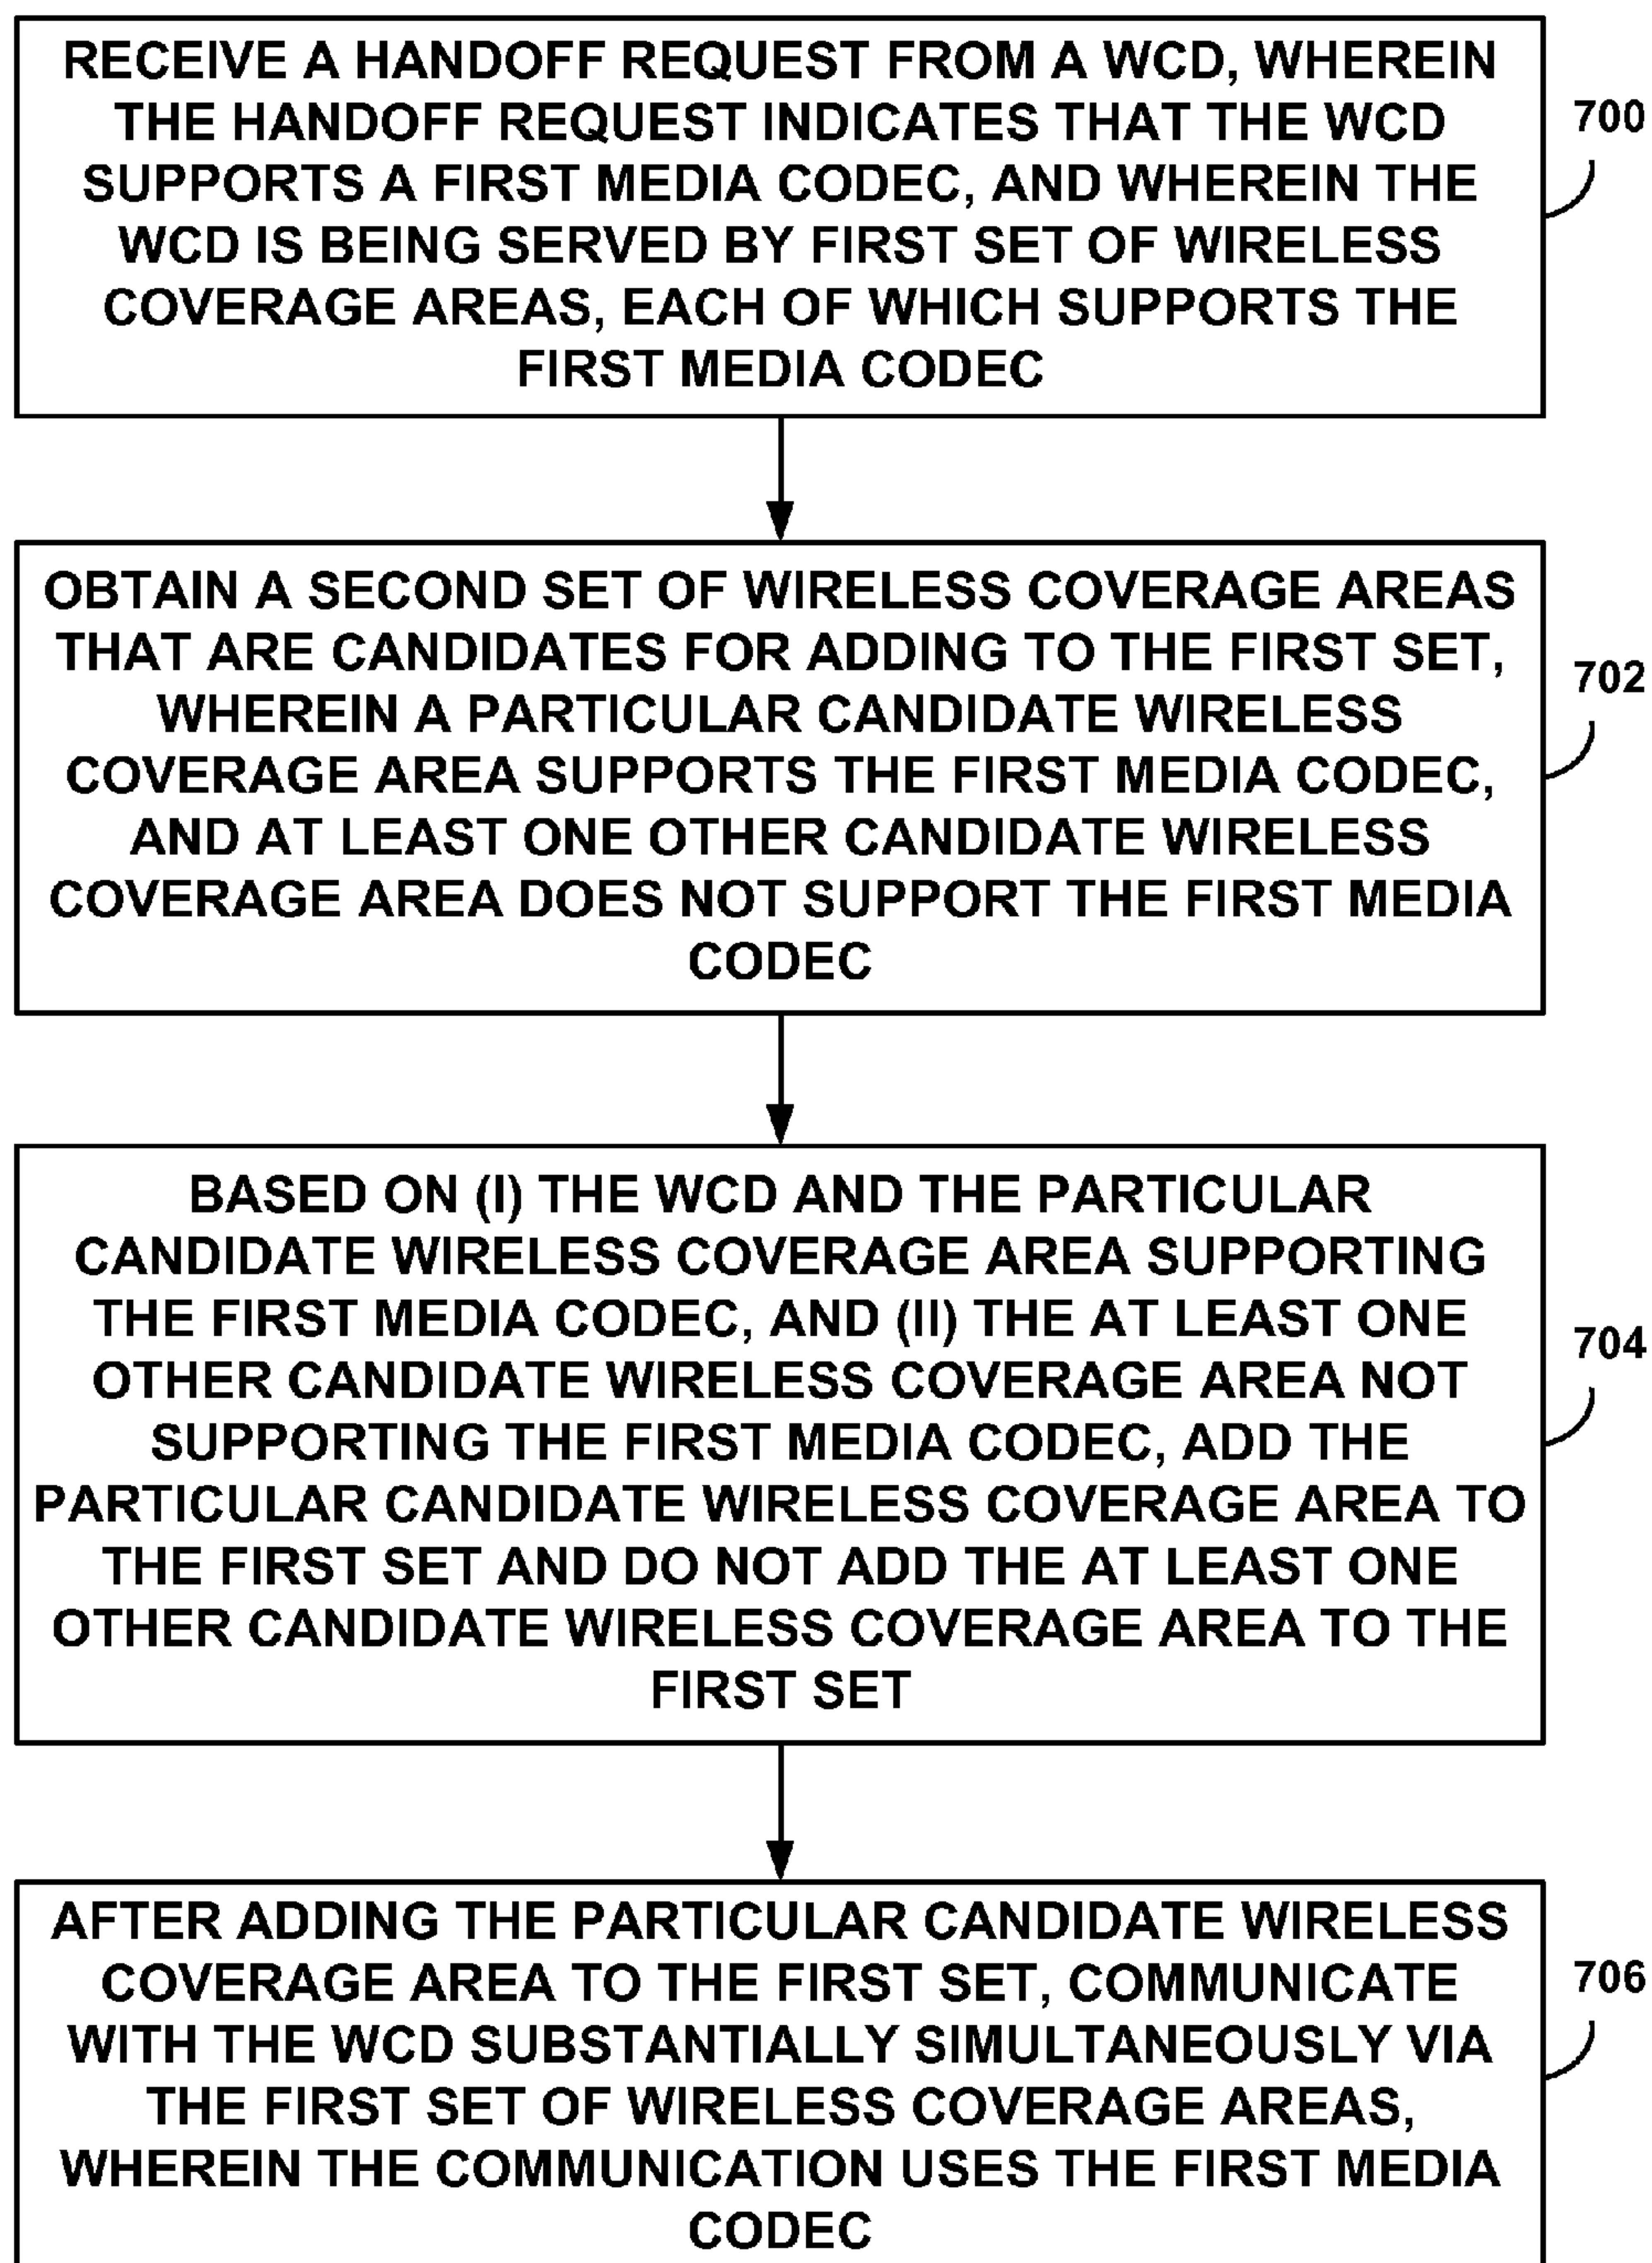 RECEIVE A HANDOFF REQUEST FROM A WCD, WHEREIN
THE HANDOFF REQUEST INDICATES THAT THE WCD
SUPPORTS A FIRST MEDIA CODEC, AND WHEREIN THE
WCD IS BEING SERVED BY FIRST SET OF WIRELESS
COVERAGE AREAS, EACH OF WHICH SUPPORTS THE
FIRST MEDIA CODEC
700
OBTAIN A SECOND SET OF WIRELESS COVERAGE AREAS
THAT ARE CANDIDATES FOR ADDING TO THE FIRST SET,
WHEREIN A PARTICULAR CANDIDATE WIRELESS
COVERAGE AREA SUPPORTS THE FIRST MEDIA CODEC,
AND AT LEAST ONE OTHER CANDIDATE WIRELESS
COVERAGE AREA DOES NOT SUPPORT THE FIRST MEDIA
CODEC
702
BASED ON (I) THE WCD AND THE PARTICULAR
CANDIDATE WIRELESS COVERAGE AREA SUPPORTING
THE FIRST MEDIA CODEC, AND (II) THE AT LEAST ONE
OTHER CANDIDATE WIRELESS COVERAGE AREA NOT
SUPPORTING THE FIRST MEDIA CODEC, ADD THE
PARTICULAR CANDIDATE WIRELESS COVERAGE AREA TO
THE FIRST SET AND DO NOT ADD THE AT LEAST ONE
OTHER CANDIDATE WIRELESS COVERAGE AREA TO THE
FIRST SET
704
AFTER ADDING THE PARTICULAR CANDIDATE WIRELESS
COVERAGE AREA TO THE FIRST SET, COMMUNICATE
WITH THE WCD SUBSTANTIALLY SIMULTANEOUSLY VIA
THE FIRST SET OF WIRELESS COVERAGE AREAS,
WHEREIN THE COMMUNICATION USES THE FIRST MEDIA
CODEC
706